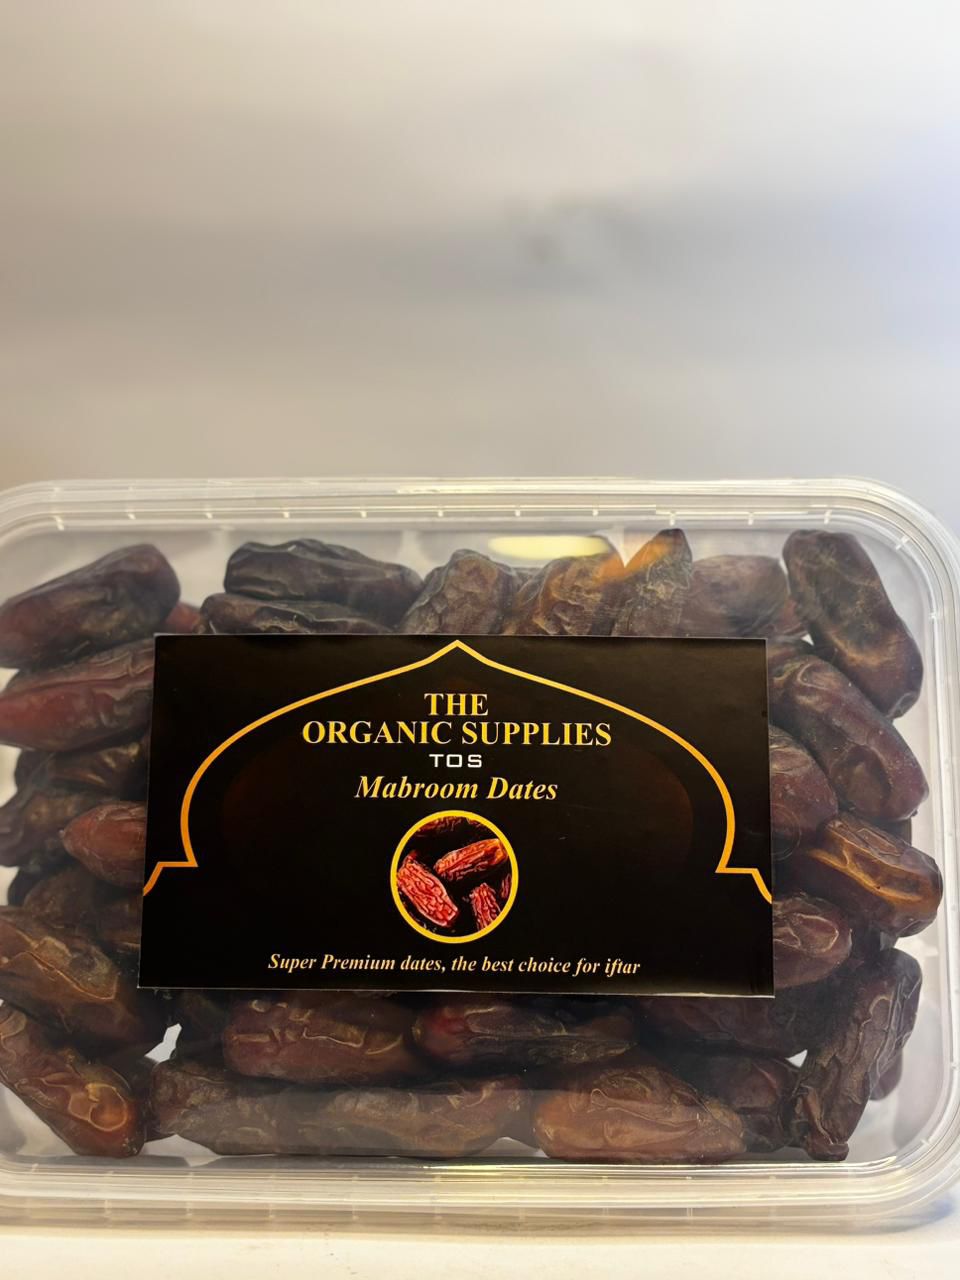 THE
ORGANIC SUPPLIES
TOS
Mabroom Dates
Super Premium dates, the best choice for iftar